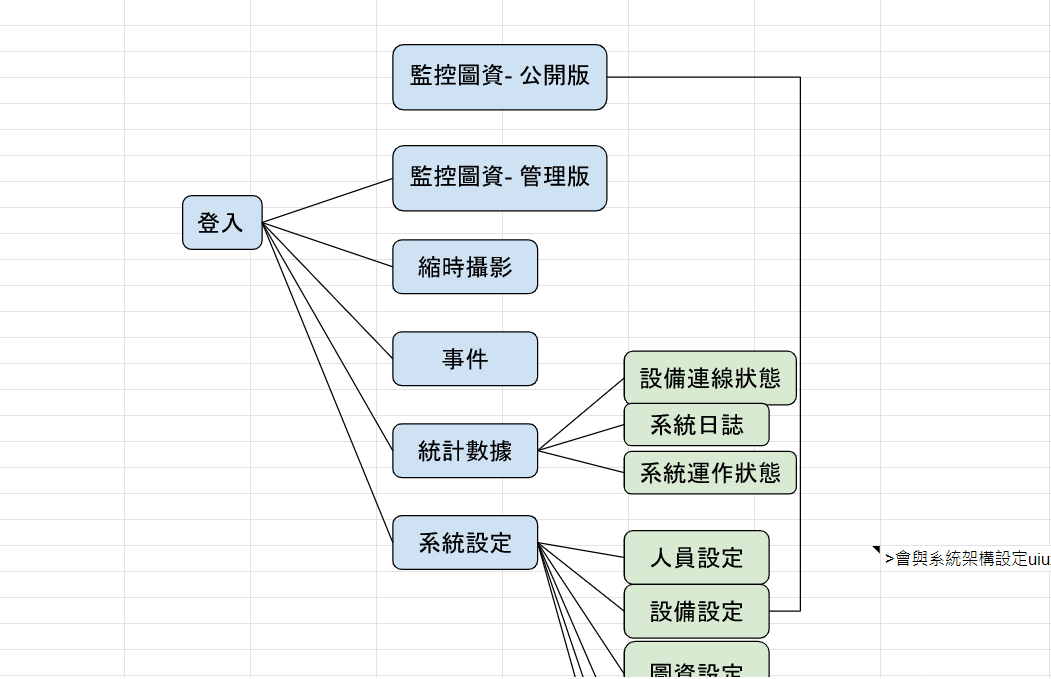 監控圖資- 公開版
監控圖資- 管理版
登入
縮時攝影
事件
設備連線狀態
系統日誌
統計數據
系統運作狀態
系統設定
人員設定
>會與系統架構設定uiu
設備設定
圖資設定